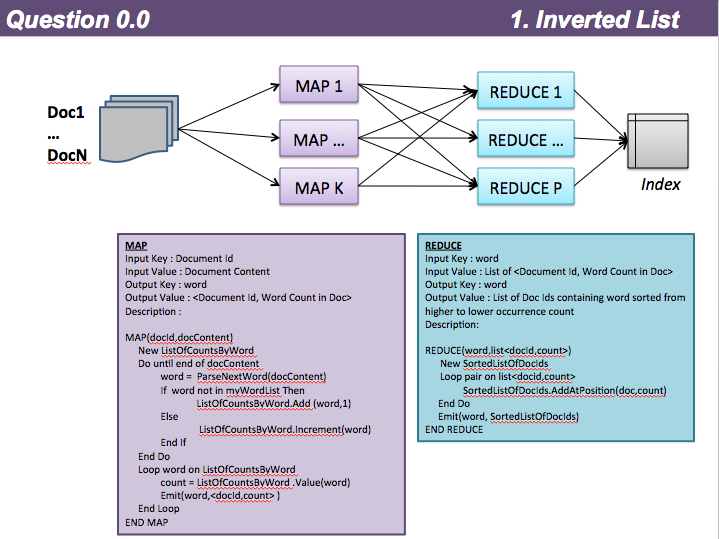 Question 0.0
1. Inverted List
Doc1
...
DocN
MAP 1
MAP ...
MAP K
REDUCE 1
REDUCE ...
REDUCE P
Index
MAP
Input Key : Document Id
Input Value : Document Content
Output Key : word
Output Value : <Document Id, Word Count in Doc>
Description :
MAP(docId,docContent)
New ListOfCountsByWord
Do until end of docContent
word = ParseNextWord(docContent)
If word not in myWordList Then
ListOfCountsByWord.Add (word,1)
Else
ListOfCountsByWord.Increment(word)
End If
End Do
Loop word on ListOfCountsByWord
count = ListOfCountsByWord .Value(word)
Emit(word,<docId,count> )
End Loop
END MAP
REDUCE
Input Key : word
Input Value : List of <Document Id, Word Count in Doc>
Output Key : word
Output Value : List of Doc Ids containing word sorted from
higher to lower occurrence count
Description:
REDUCE(word,list<docId,count>)
New SortedListOfDocIds
Loop pair on list<docid,count>
SortedListOfDocIds.AddAtPosition(doc,count)
End Do
Emit(word, SortedListOfDocIds)
END REDUCE